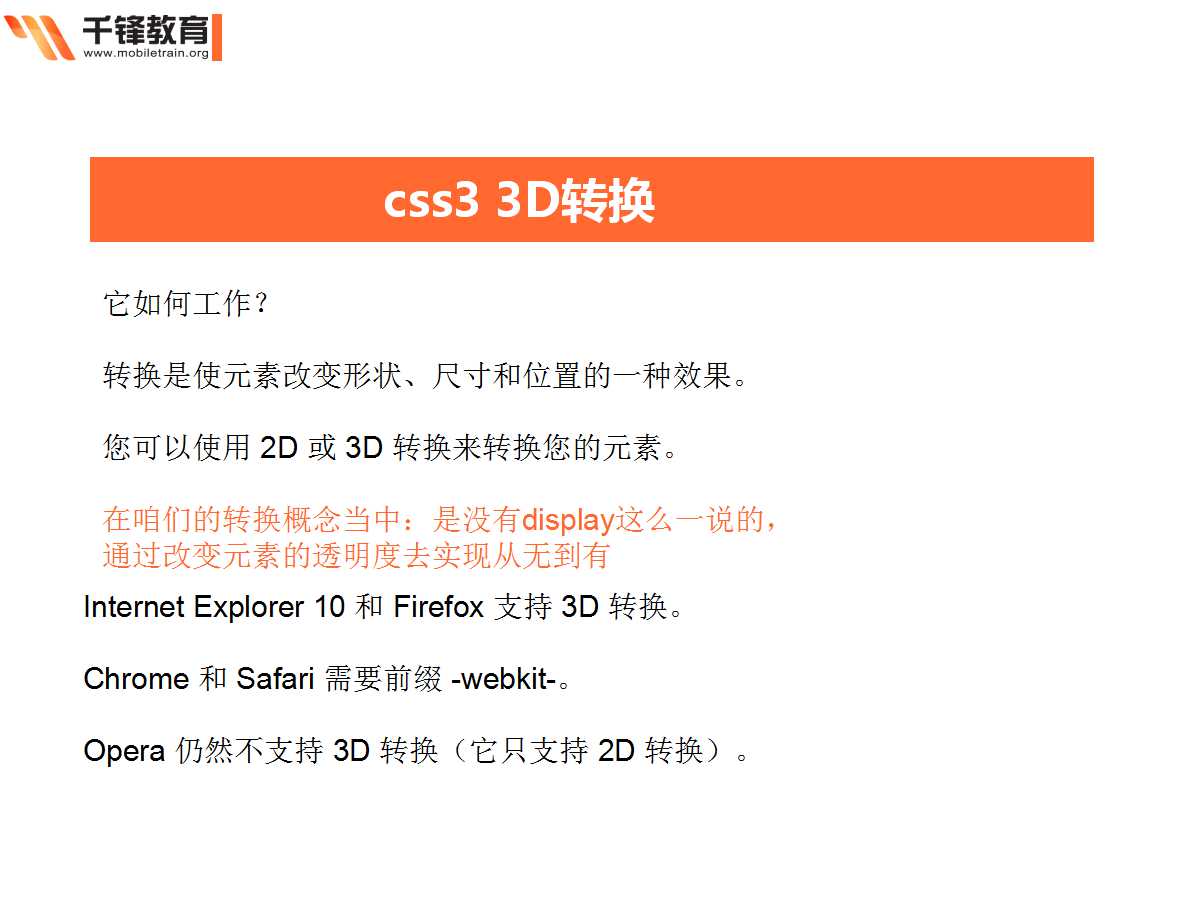 千锋教育
www.mobiletrain.org
css3 3D转换
它如何工作？
转换是使元素改变形状、尺寸和位置的一种效果。
您可以使用 2D 或 3D 转换来转换您的元素。
在咱们的转换概念当中：是没有display这么一说的，
通过改变元素的透明度去实现从无到有
Internet Explorer 10 和 Firefox 支持 3D 转换。
Chrome 和 Safari 需要前缀 -webkit-。
Opera 仍然不支持 3D 转换（它只支持 2D 转换）。